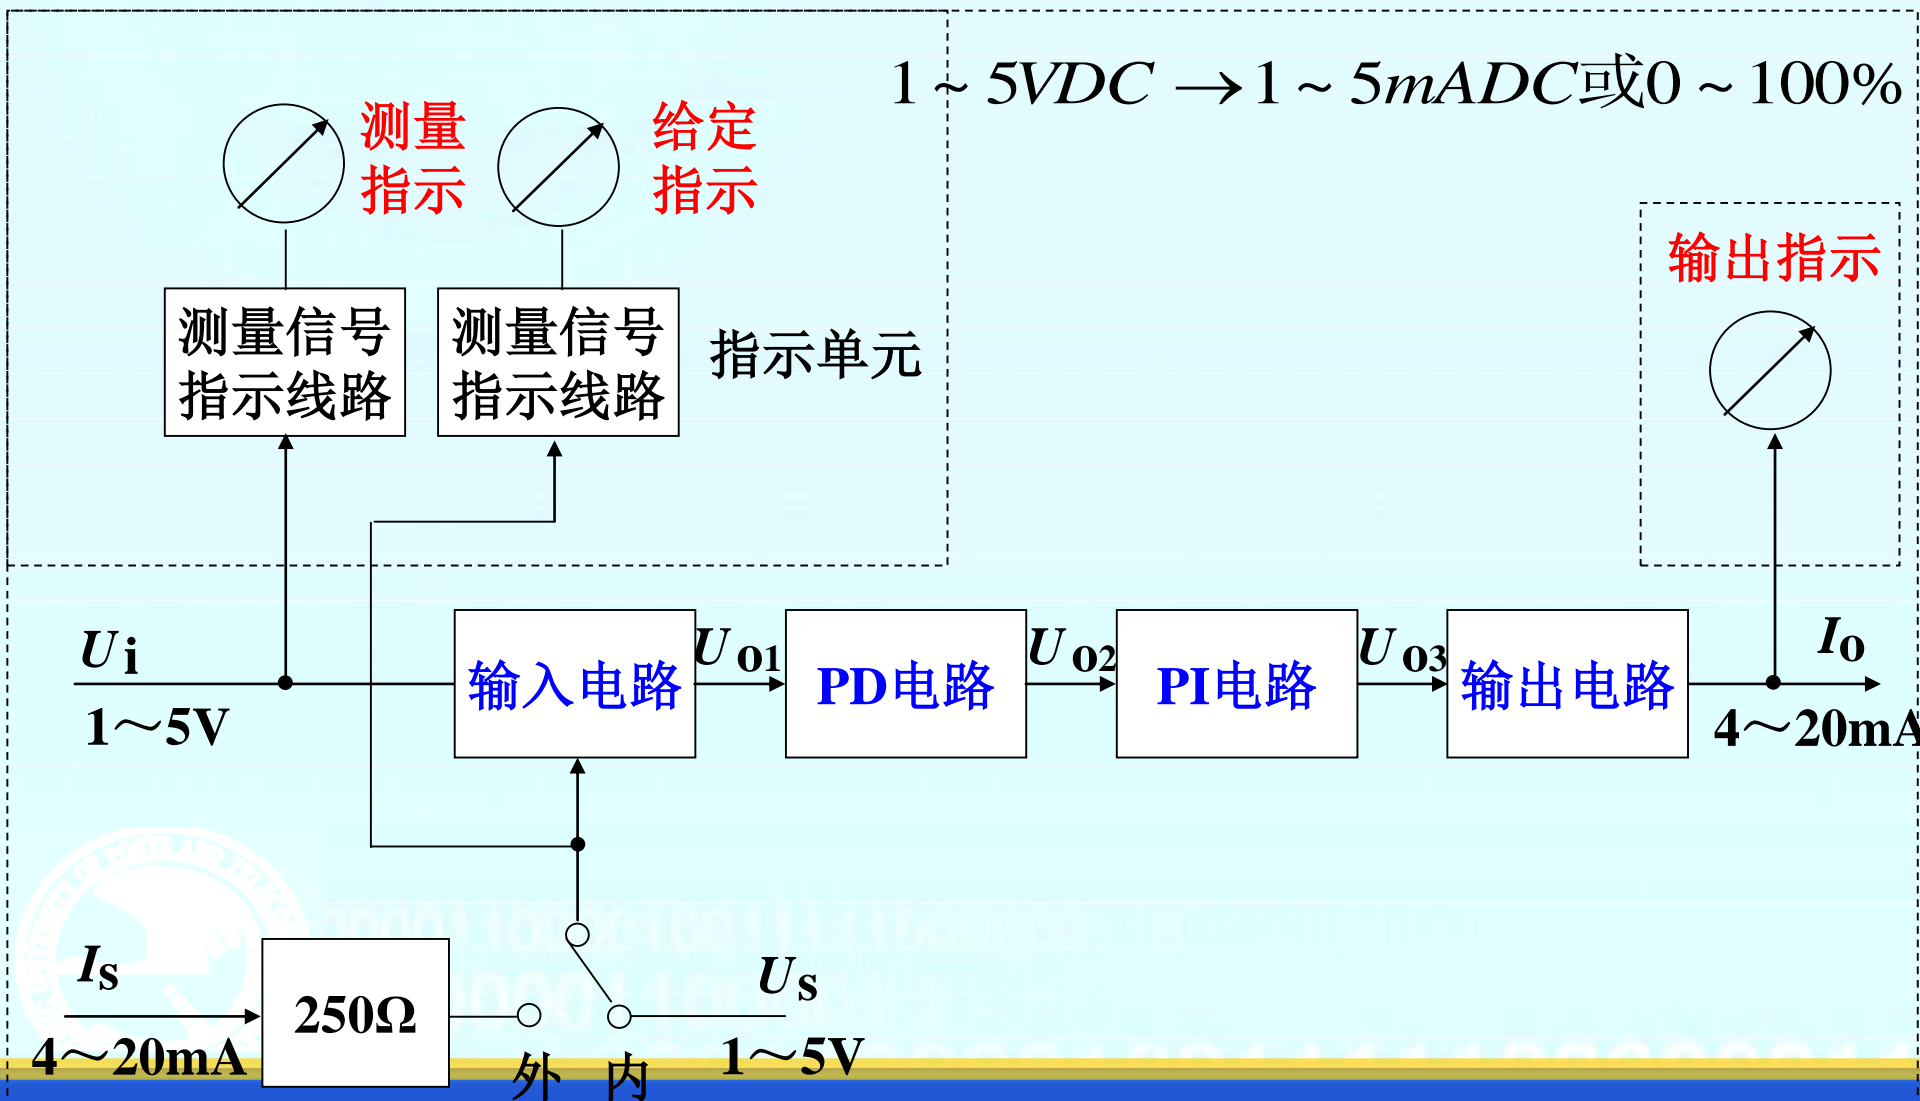 1 ~ 5VDC → 1 ~ 5mADC或0 ~ 100%
测量
指示
给定
指示
输出指示
测量信号
指示线路
测量信号
指示线路
指示单元
Ui
1～5V
输入电路
Uo1
PD电路
Uo2
PI电路
Uo3
输出电路
Io
4～20mA
Is
4～20mA
250Ω
外
内
Us
1～5V